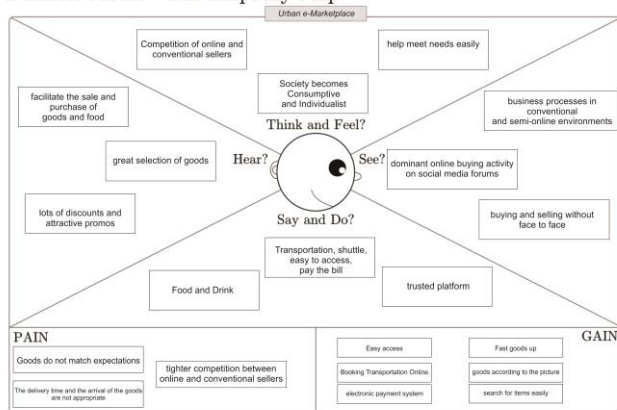 Urban e-Marketplace
Competition of online and
conventional sellers
help meet needs easily
Society becomes
Consumptive
and Individualist
facilitate the sale and
purchase of
goods and food
business processes in
conventional
and semi-online environments
Think and Feel?
great selection of goods
Hear?
See?
dominant online buying activity
on social media forums
lots of discounts and
attractive promos
buying and selling without
face to face
Say and Do?
Transportation, shuttle,
easy to access,
pay the bill
Food and Drink
trusted platform
PAIN
Goods do not match expectations
The delivery time and the arrival of the goods
are not appropriate
tighter competition between
online and conventional sellers
GAIN
Easy access
Fast goods up
Booking Transportation Online
goods according to the picture
electronic payment system
search for items easily